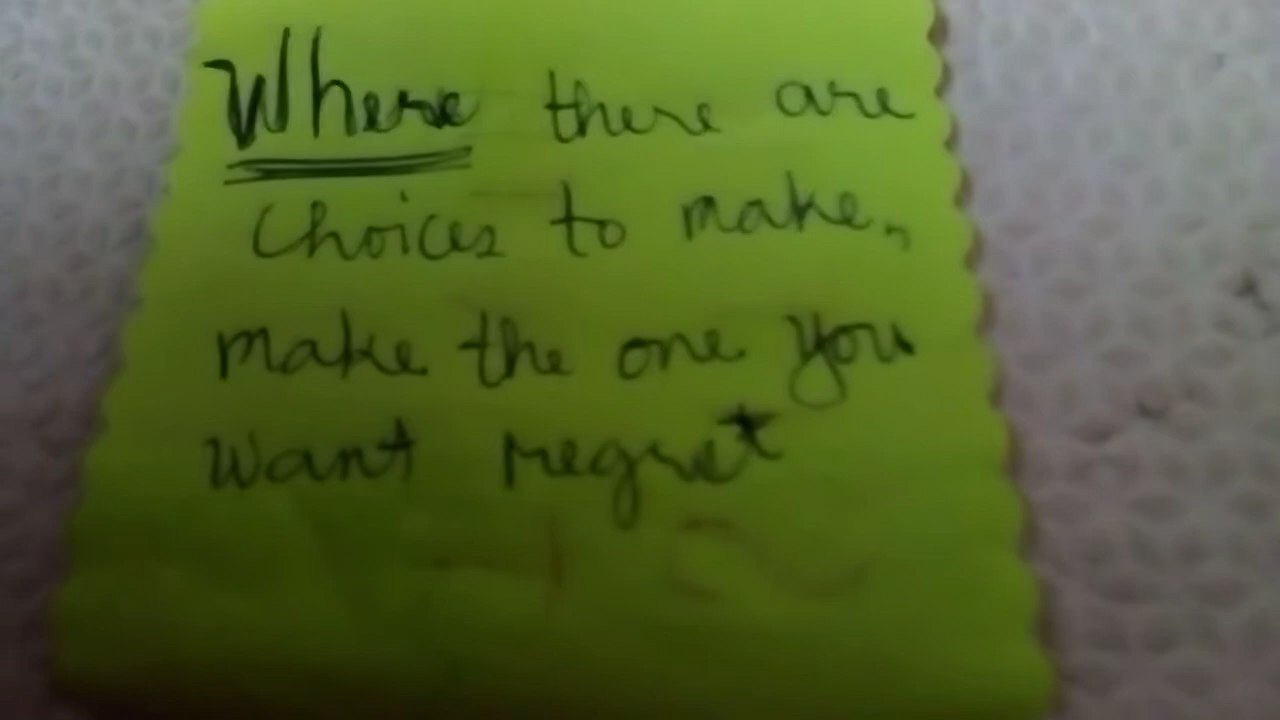 Where there are
choices to make,
make the one you
want regret